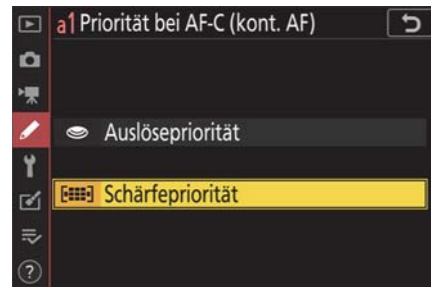 a1 Priorität bei AF-C (kont. AF)
Auslösepriorität
Schärfepriorität
?